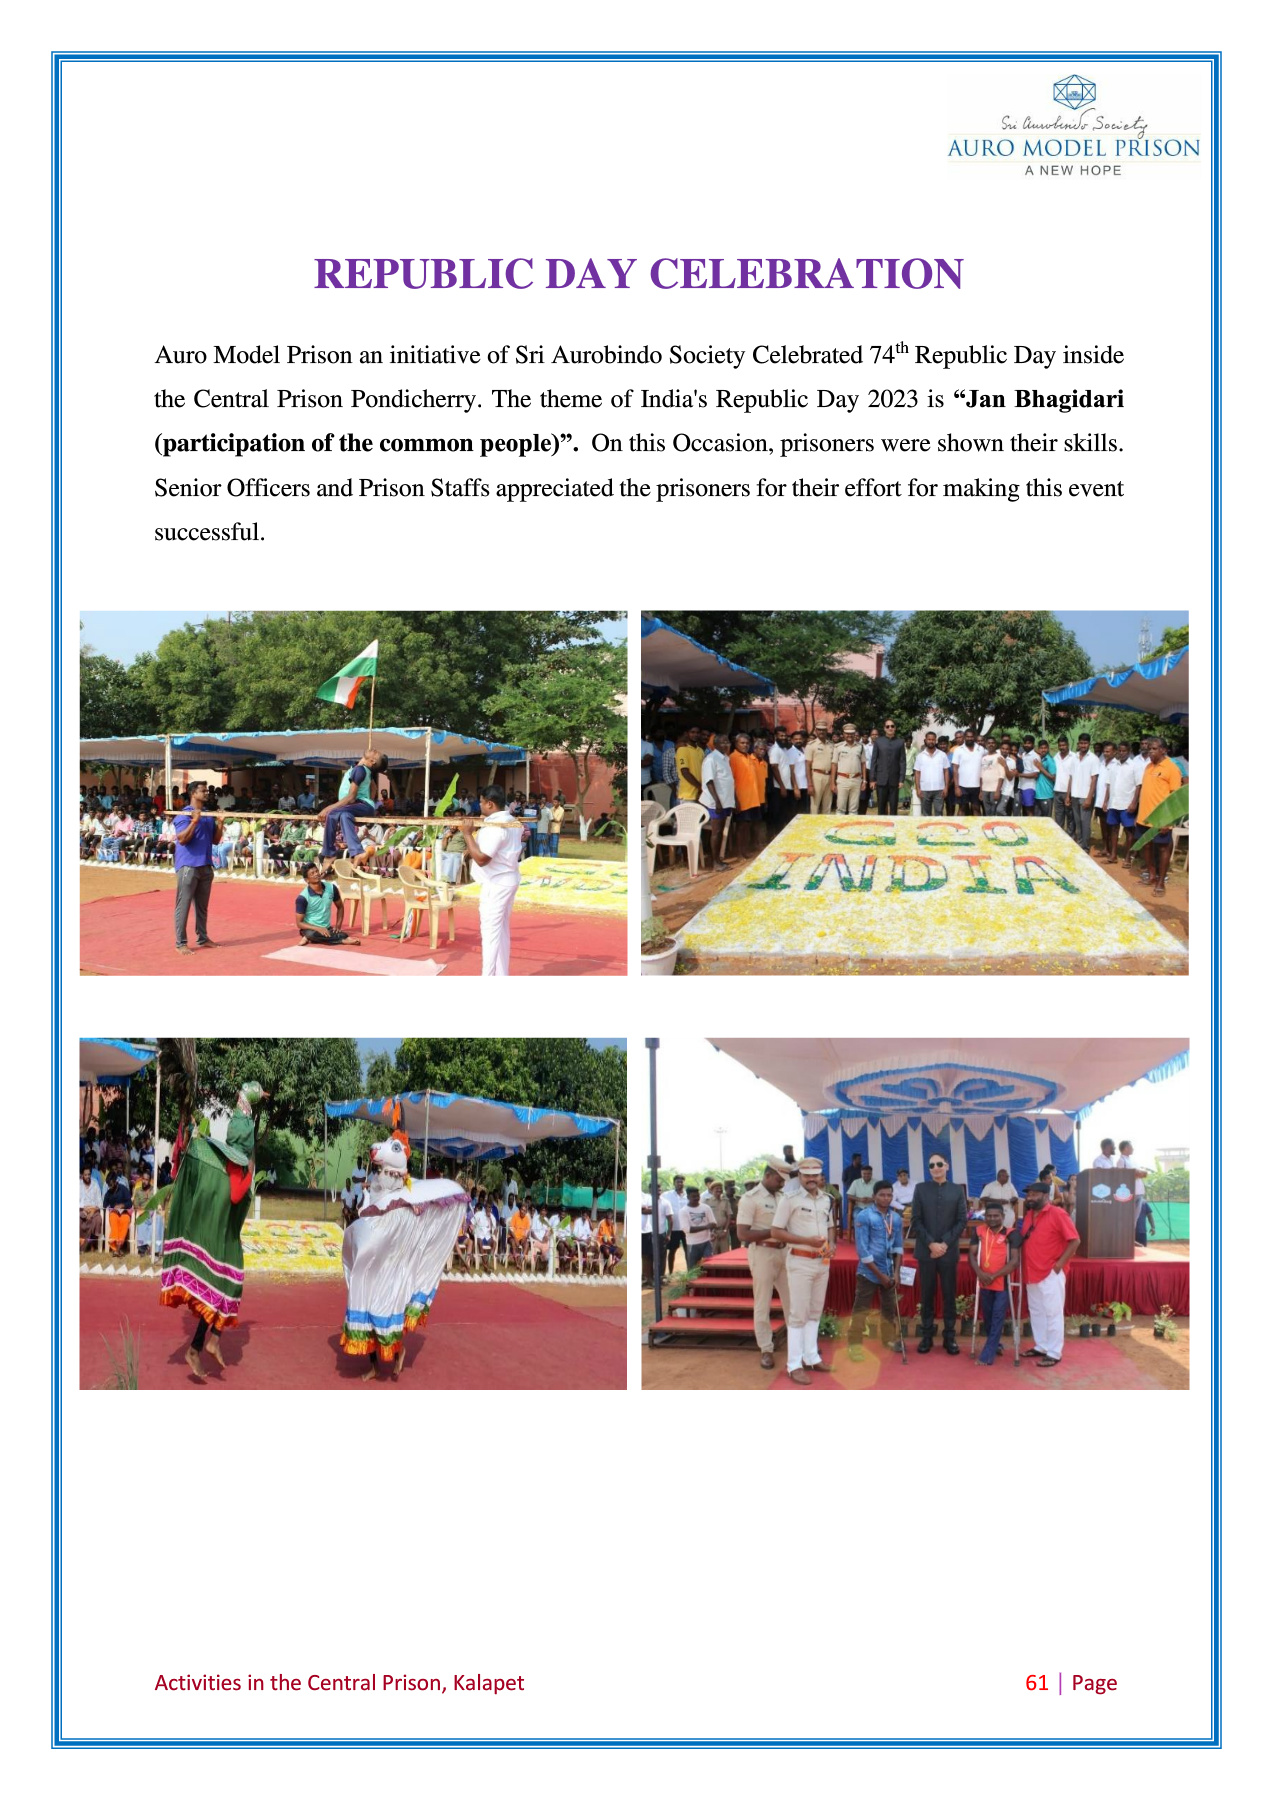 Sri Aurobindo Society
AURO MODEL PRISON
A NEW HOPE
REPUBLIC DAY CELEBRATION
Auro Model Prison an initiative of Sri Aurobindo Society Celebrated 74th Republic Day inside
the Central Prison Pondicherry. The theme of India's Republic Day 2023 is “Jan Bhagidari
(participation of the common people)”. On this Occasion, prisoners were shown their skills.
Senior Officers and Prison Staffs appreciated the prisoners for their effort for making this event
successful.
G20
INDIA
Activities in the Central Prison, Kalapet
61 | Page